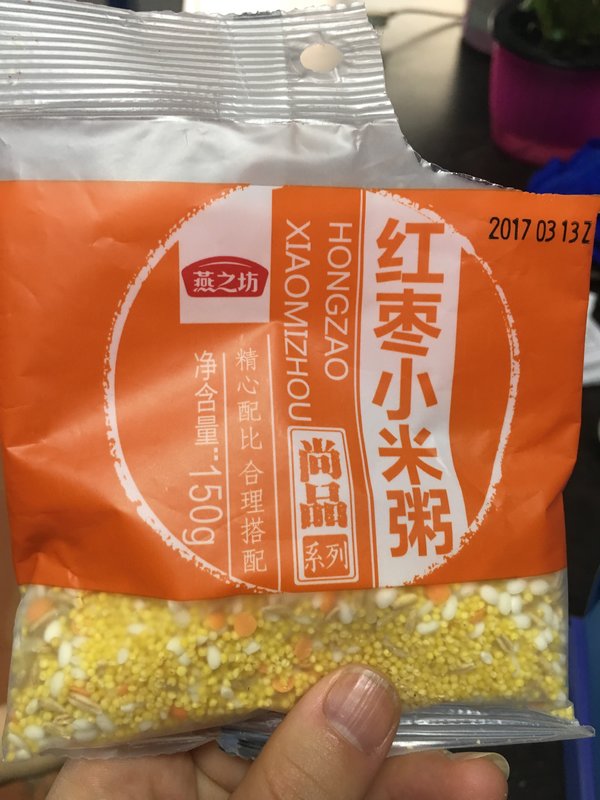 2017 03 13 Z
红枣小米粥
HONGZAO
XIAOMIZHOU
尚品
系列
燕之坊
精心配比 合理搭配
净含量:150g